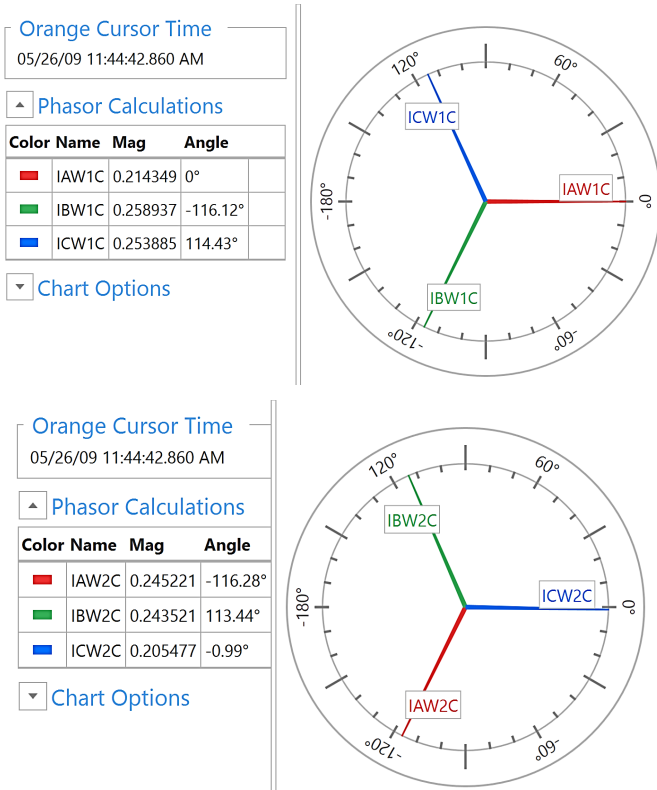 Orange Cursor Time
05/26/09 11:44:42.860 AM
Phasor Calculations
Color Name Mag Angle
IAW1C 0.214349 0°
IBW1C 0.258937 -116.12°
ICW1C 0.253885 114.43°
Chart Options
120°
60°
ICW1C
IAW1C
-180°
0°
IBW1C
-120°
-60°
Orange Cursor Time
05/26/09 11:44:42.860 AM
Phasor Calculations
Color Name Mag Angle
IAW2C 0.245221 -116.28°
IBW2C 0.243521 113.44°
ICW2C 0.205477 -0.99°
Chart Options
120°
60°
IBW2C
ICW2C
-180°
0°
IAW2C
-120°
-60°